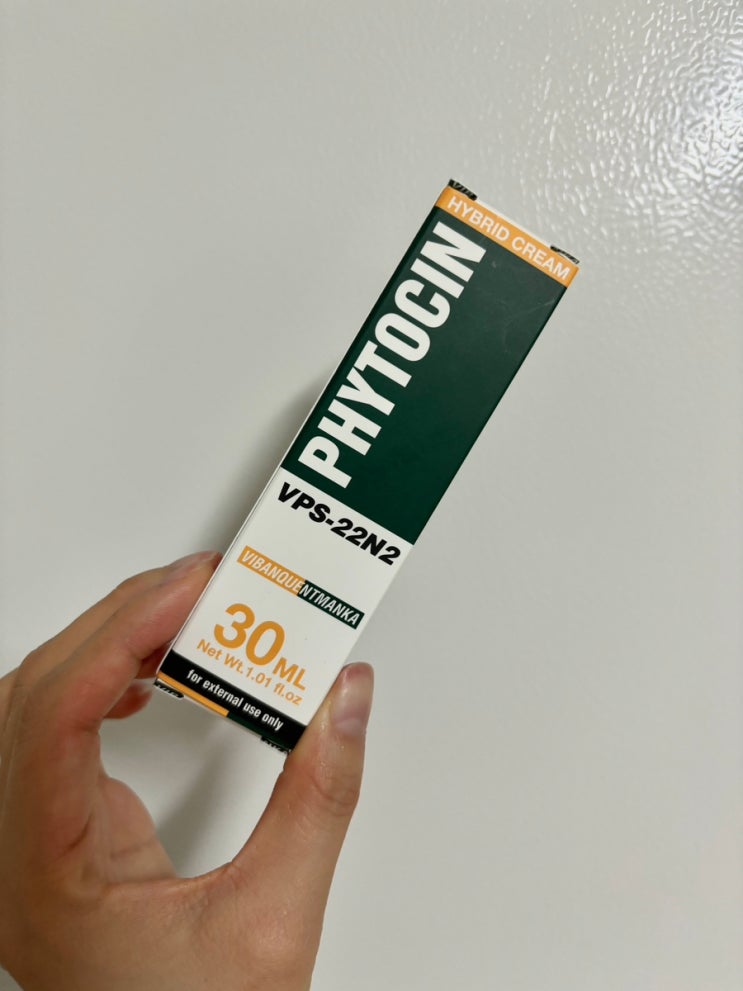 HYBRID CREAM
PHYTOCIN
VPS-22N2
VIBANQUENTMANKA
30ML
Net Wt.1.01 fl.oz
for external use only